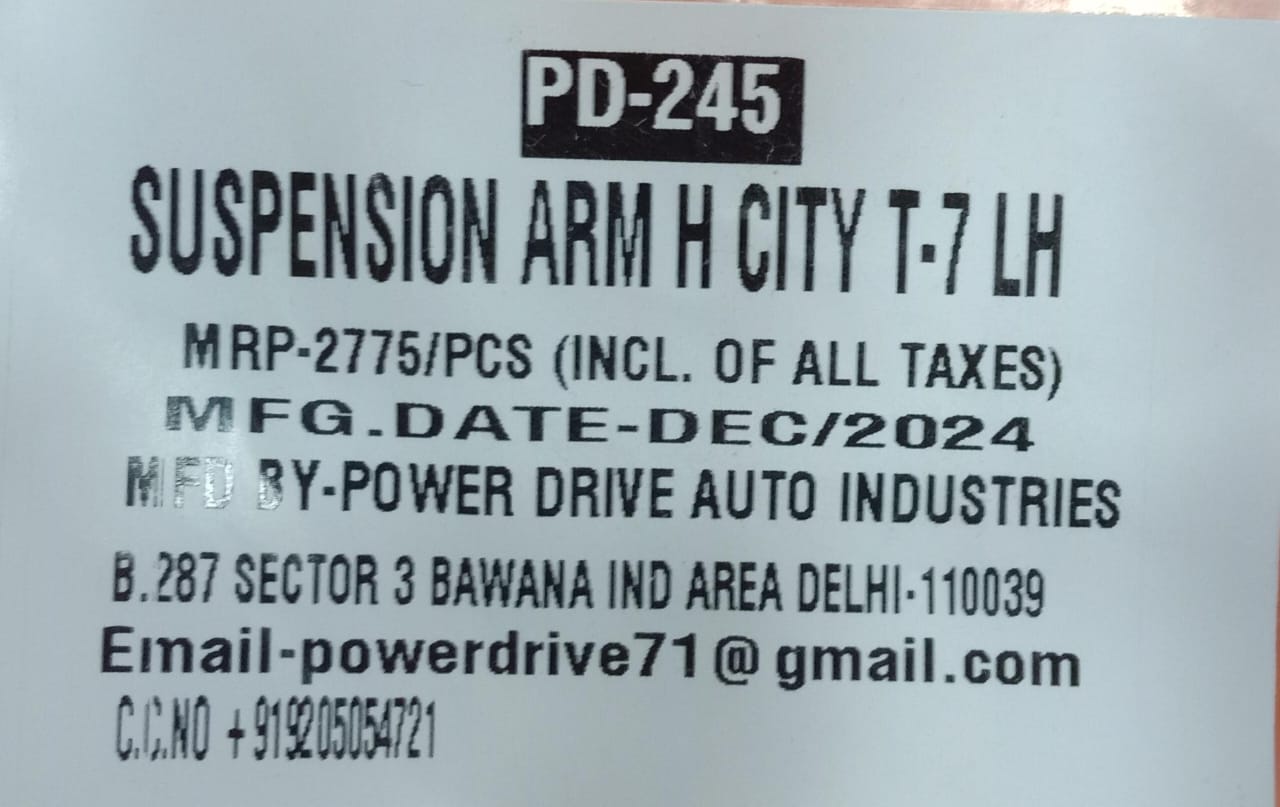 PD-245
SUSPENSION ARM H CITY T-7 LH
MRP-2775/PCS (INCL. OF ALL TAXES)
MFG.DATE-DEC/2024
MFD BY-POWER DRIVE AUTO INDUSTRIES
B.287 SECTOR 3 BAWANA IND AREA DELHI-110039
Email-powerdrive71@gmail.com
C.C.NO +919205054721